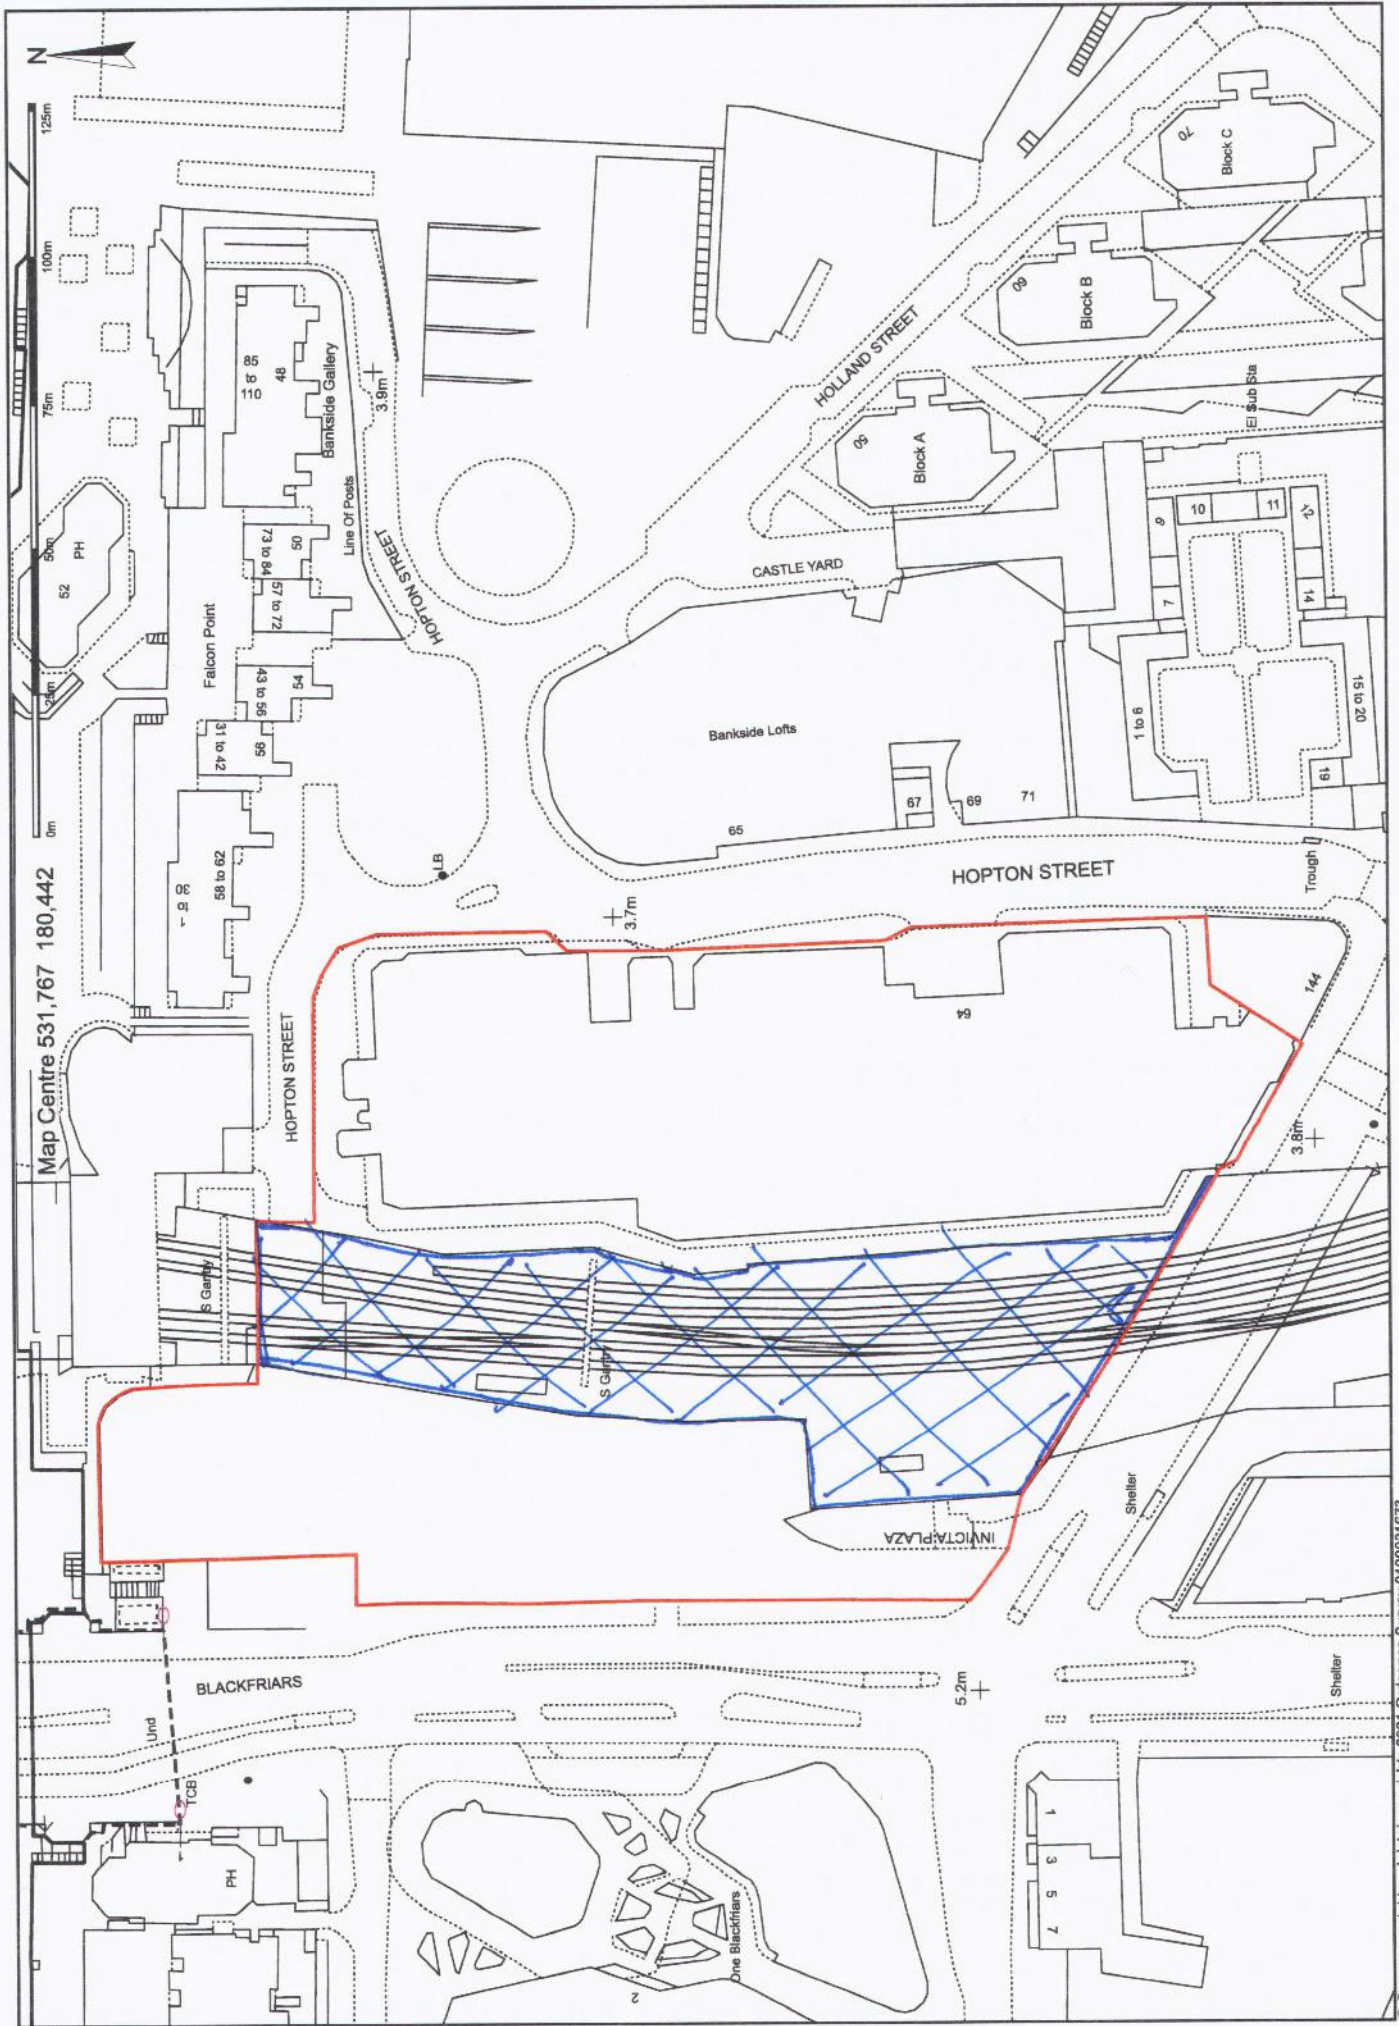 Map Centre 531,767 180,442
0m
25m
50m
75m
100m
125m
N
52
PH
Falcon Point
58 to 62
31 to 42
56
43 to 56
54
57 to 72
73 to 84
50
85
to
110
48
Bankside Gallery
Line Of Posts
HOPTON STREET
3.9m
HOPTON STREET
LB
3.7m
S Gantry
S Gantry
BLACKFRIARS
Und
TCB
PH
One Blackfriars
2
INVICTA PLAZA
5.2m
Shelter
Shelter
1
3
5
7
64
144
3.8m
Trough
HOPTON STREET
Bankside Lofts
65
67
69
71
CASTLE YARD
HOLLAND STREET
50
Block A
60
Block B
70
Block C
El Sub Sta
1 to 6
7
9
10
11
12
14
15 to 20
19